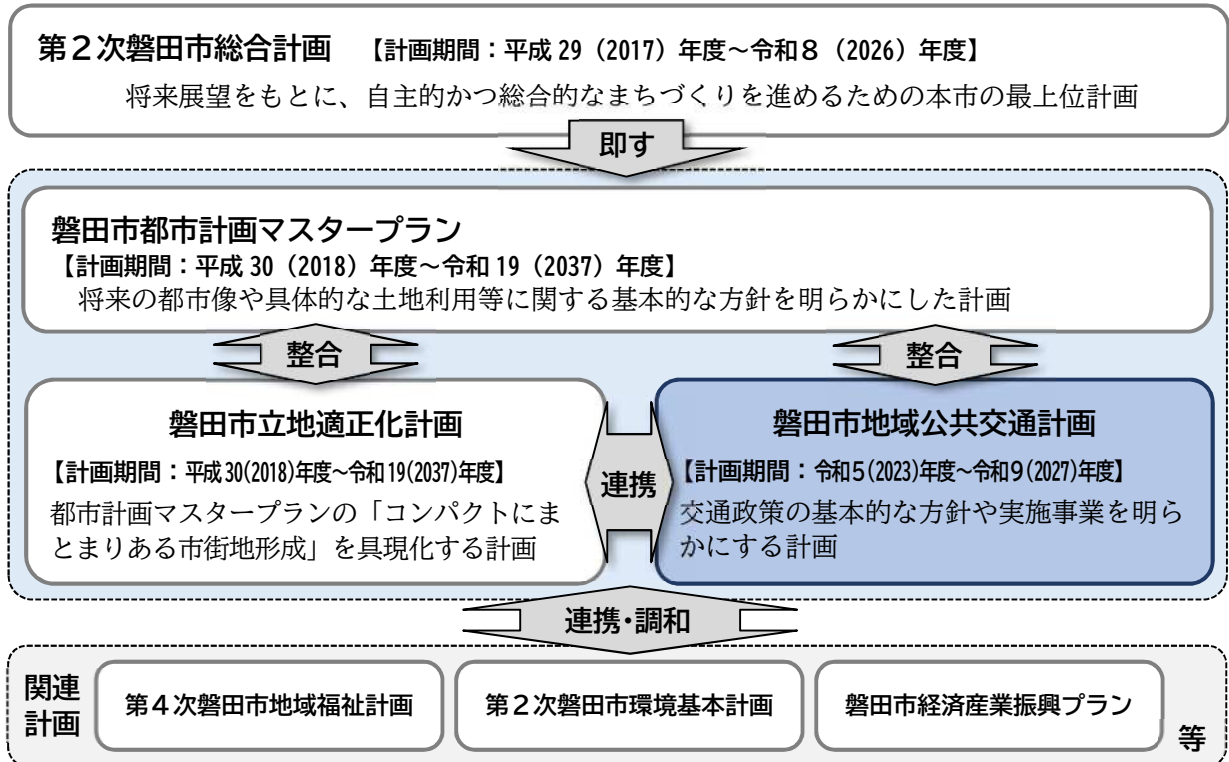 第2次磐田市総合計画 【計画期間：平成29（2017）年度～令和8（2026）年度】
将来展望をもとに、自主的かつ総合的なまちづくりを進めるための本市の最上位計画
即す
磐田市都市計画マスタープラン
【計画期間：平成30（2018）年度～令和19（2037）年度】
将来の都市像や具体的な土地利用等に関する基本的な方針を明らかにした計画
整合
整合
磐田市立地適正化計画
【計画期間：平成30(2018)年度～令和19(2037)年度】
都市計画マスタープランの「コンパクトにま
とまりある市街地形成」を具現化する計画
連携
磐田市地域公共交通計画
【計画期間：令和5(2023)年度～令和9(2027)年度】
交通政策の基本的な方針や実施事業を明ら
かにする計画
連携・調和
関連
計画
第4次磐田市地域福祉計画
第2次磐田市環境基本計画
磐田市経済産業振興プラン
等